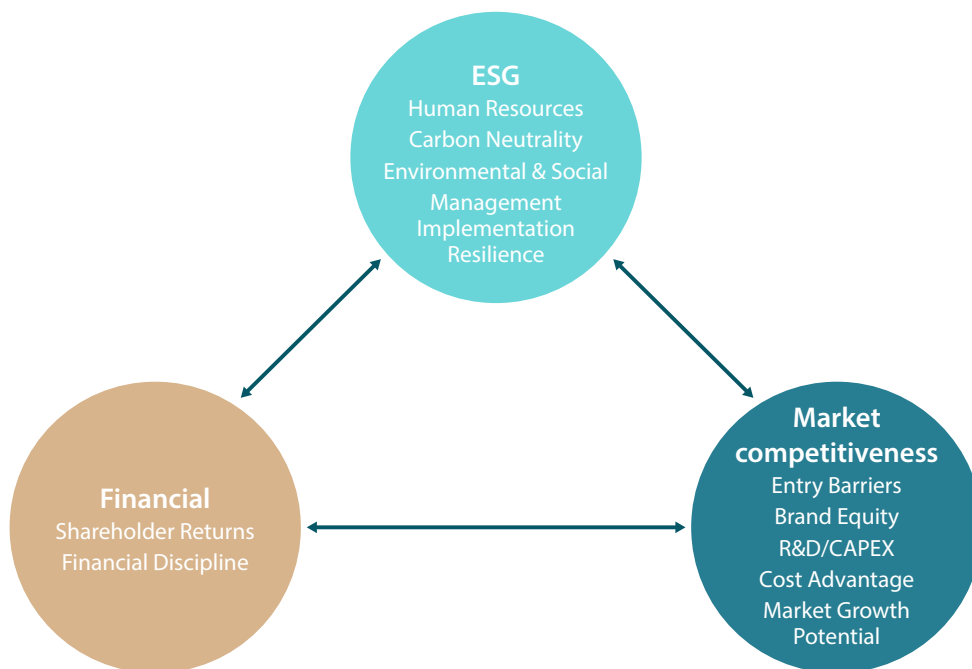 ESG
Human Resources
Carbon Neutrality
Environmental & Social
Management
Implementation
Resilience
Financial
Shareholder Returns
Financial Discipline
Market
competitiveness
Entry Barriers
Brand Equity
R&D/CAPEX
Cost Advantage
Market Growth
Potential